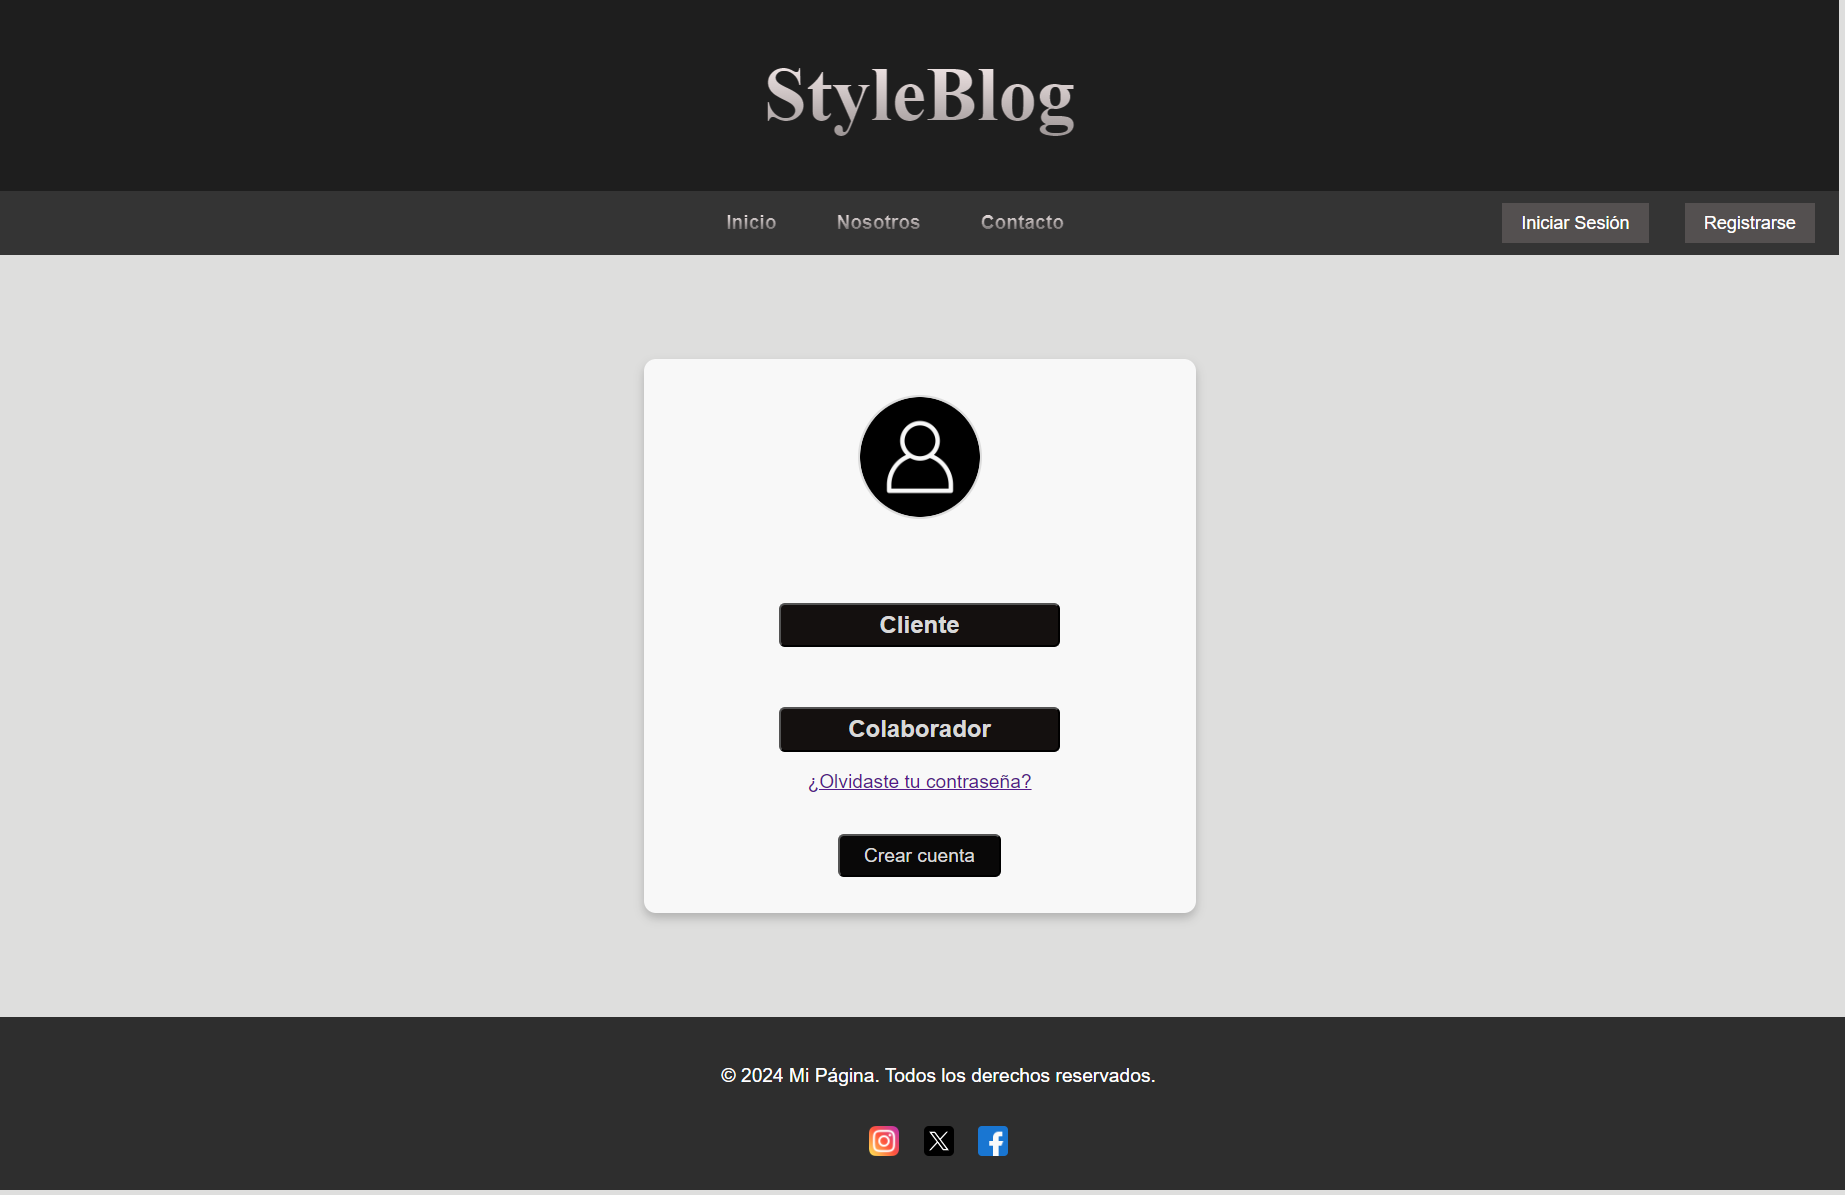 StyleBlog
Inicio Nosotros Contacto Iniciar Sesión Registrarse
Cliente
Colaborador
¿Olvidaste tu contraseña?
Crear cuenta
© 2024 Mi Página. Todos los derechos reservados.